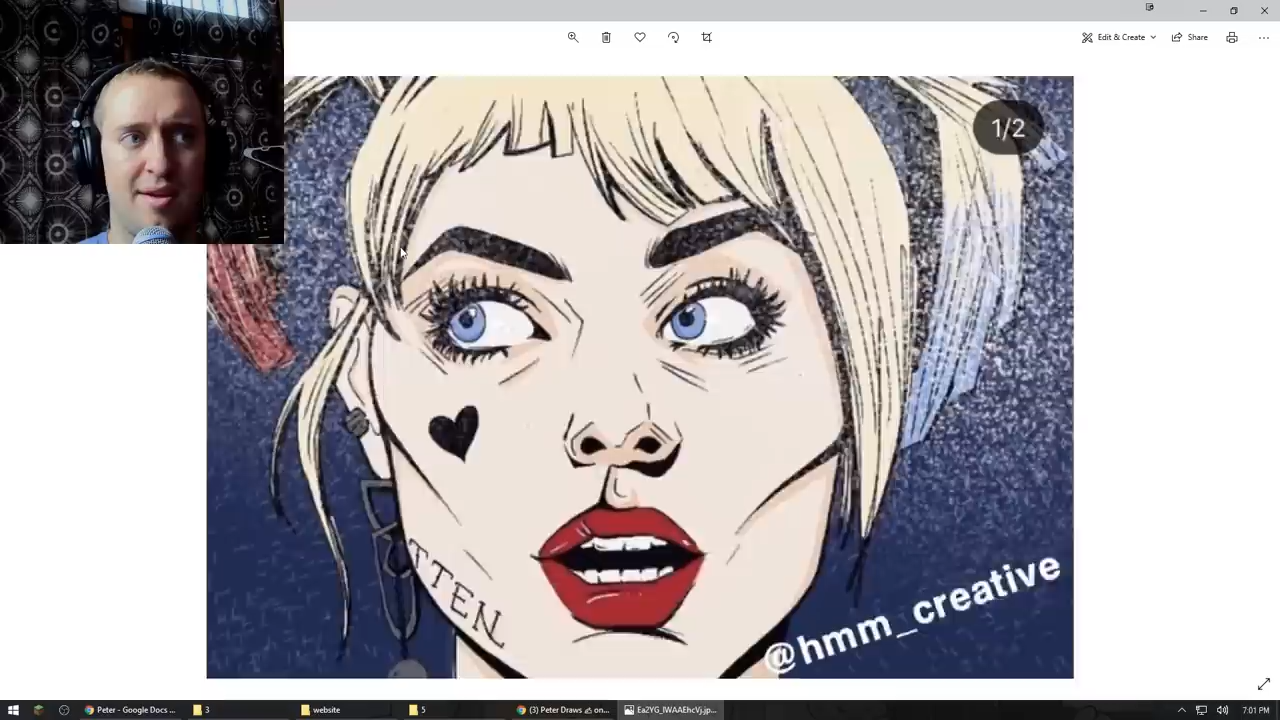 Edit & Create
Share
1/2
TTEN
@hmm_creative
Peter - Google Docs ...
3
website
5
(3) Peter Draws ✍ on...
Ea2YG_IWAAEhcVj.jp...
7:01 PM